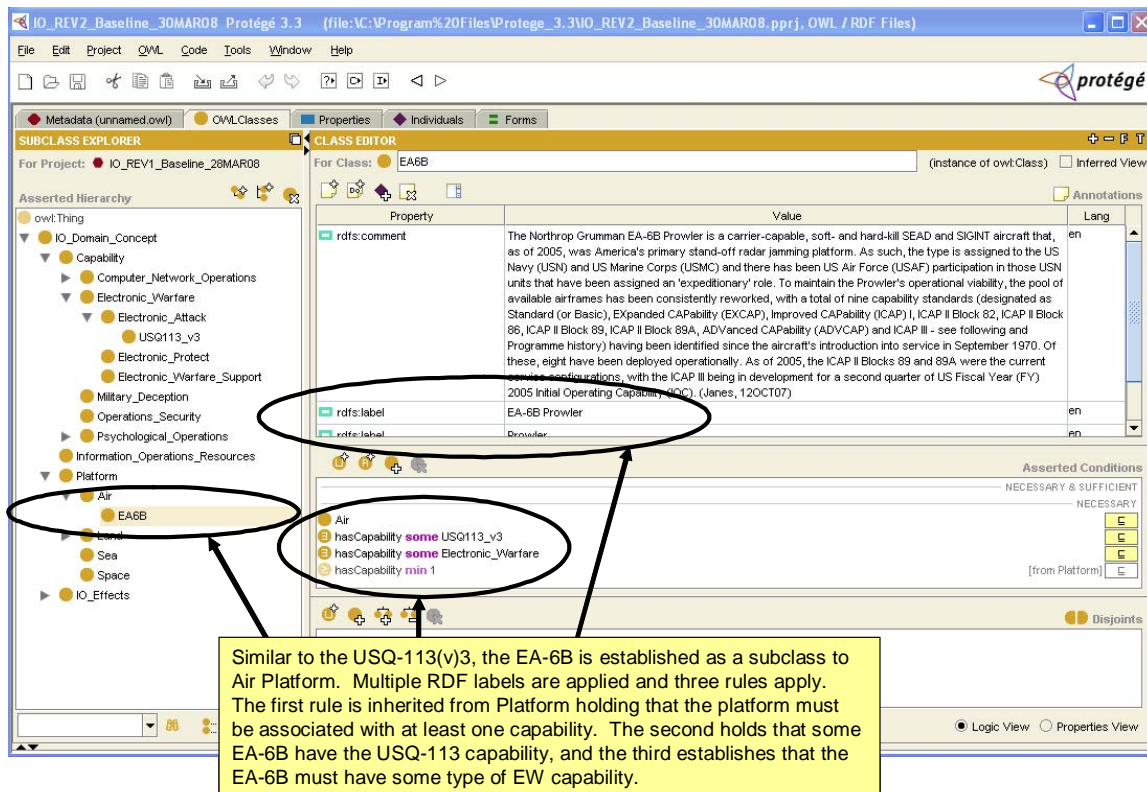 IO_REV2_Baseline_30MAR08 Protégé 3.3 (file:\C:\Program%20Files\Protege_3.3\IO_REV2_Baseline_30MAR08.pprj, OWL / RDF Files)
File Edit Project OWL Code Tools Window Help
protégé
Metadata (unnamed.owl) OWLClasses Properties Individuals Forms
SUBCLASS EXPLORER
For Project: IO_REV1_Baseline_28MAR08
Asserted Hierarchy
owl:Thing
IO_Domain_Concept
Capability
Computer_Network_Operations
Electronic_Warfare
Electronic_Attack
USQ113_v3
Electronic_Protect
Electronic_Warfare_Support
Military_Deception
Operations_Security
Psychological_Operations
Information_Operations_Resources
Platform
Air
EA6B
Land
Sea
Space
IO_Effects
CLASS EDITOR
For Class: EA6B (instance of owl:Class) Inferred View
Annotations
Property Value Lang
rdfs:comment
The Northrop Grumman EA-6B Prowler is a carrier-capable, soft- and hard-kill SEAD and SIGINT aircraft that, en
as of 2005, was America's primary stand-off radar jamming platform. As such, the type is assigned to the US
Navy (USN) and US Marine Corps (USMC) and there has been US Air Force (USAF) participation in those USN
units that have been assigned an 'expeditionary' role. To maintain the Prowler's operational viability, the pool of
available airframes has been consistently reworked, with a total of nine capability standards (designated as
Standard (or Basic), EXpanded CApability (EXCAP), Improved CAPability (ICAP) I, ICAP II Block 82, ICAP II Block
86, ICAP II Block 89, ICAP II Block 89A, ADVanced CAPability (ADVCAP) and ICAP III - see following and
Programme history) having been identified since the aircraft's introduction into service in September 1970. Of
these, eight have been deployed operationally. As of 2005, the ICAP II Blocks 89 and 89A were the current
service configurations, with the ICAP III being in development for a second quarter of US Fiscal Year (FY)
2005 Initial Operating Capability (IOC). (Janes, 12OCT07)
rdfs:label EA-6B Prowler en
rdfs:label Prowler en
Asserted Conditions
NECESSARY & SUFFICIENT
NECESSARY
Air
hasCapability some USQ113_v3
hasCapability some Electronic_Warfare
hasCapability min 1 [from Platform]
Disjoints
Logic View Properties View
Similar to the USQ-113(v)3, the EA-6B is established as a subclass to
Air Platform. Multiple RDF labels are applied and three rules apply.
The first rule is inherited from Platform holding that the platform must
be associated with at least one capability. The second holds that some
EA-6B have the USQ-113 capability, and the third establishes that the
EA-6B must have some type of EW capability.